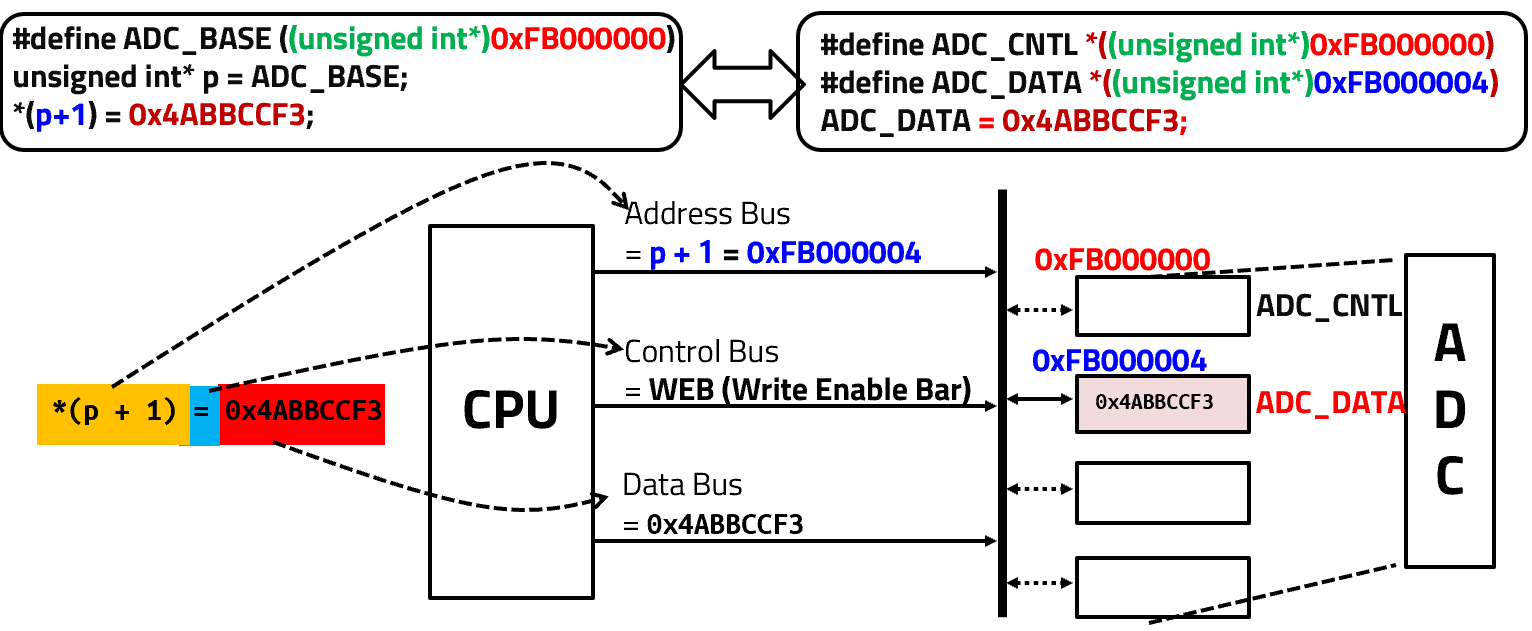 #define ADC_BASE ((unsigned int*)0xFB000000)
unsigned int* p = ADC_BASE;
*(p+1) = 0x4ABBCCF3;
#define ADC_CNTL *((unsigned int*)0xFB000000)
#define ADC_DATA *((unsigned int*)0xFB000004)
ADC_DATA = 0x4ABBCCF3;
*(p + 1) = 0x4ABBCCF3
CPU
Address Bus
= p + 1 = 0xFB000004
Control Bus
= WEB (Write Enable Bar)
Data Bus
= 0x4ABBCCF3
0xFB000000
ADC_CNTL
0xFB000004
0x4ABBCCF3
ADC_DATA
A
D
C